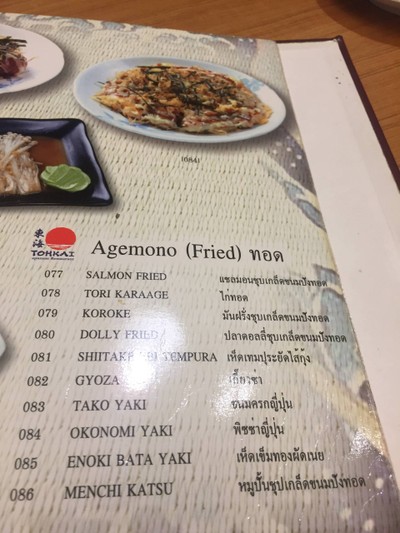 (084)
東海
TOHKAI
Agemono (Fried) ทอด
077 SALMON FRIED แซลมอนชุบเกล็ดขนมปังทอด
078 TORI KARAAGE ไก่ทอด
079 KOROKE มันฝรั่งชุบเกล็ดขนมปังทอด
080 DOLLY FRIED ปลาดอลลี่ชุบเกล็ดขนมปังทอด
081 SHIITAKE EBI TEMPURA เห็ดเทมประยัดไส้กุ้ง
082 GYOZA เกี๊ยวซ่า
083 TAKO YAKI ขนมครกญี่ปุ่น
084 OKONOMI YAKI พิซซ่าญี่ปุ่น
085 ENOKI BATA YAKI เห็ดเข็มทองผัดเนย
086 MENCHI KATSU หมูปั้นชุบเกล็ดขนมปังทอด